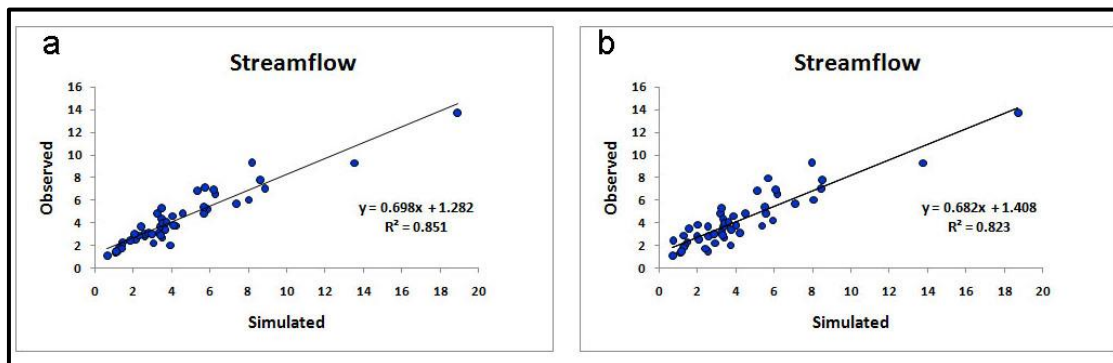 a
Streamflow
16
14
12
10
8
6
4
2
0
Observed
y = 0.698x + 1.282
R² = 0.851
0 2 4 6 8 10 12 14 16 18 20
Simulated
b
Streamflow
16
14
12
10
8
6
4
2
0
Observed
y = 0.682x + 1.408
R² = 0.823
0 2 4 6 8 10 12 14 16 18 20
Simulated